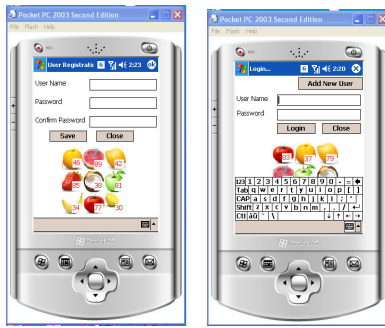 Pocket PC 2003 Second Edition
File Flash Help
User Registratic 2:23 ok
User Name
Password
Confirm Password
Save Close
46 89 42
85 38 81
34 77 30
Pocket PC 2003 Second Edition
File Flash Help
Login... 2:20
Add New User
User Name
Password
Login Close
83 37 79
123 1 2 3 4 5 6 7 8 9 0 - =
Tab q w e r t y u i o p [ ]
CAP a s d f g h j k l ; '
Shift z x c v b n m , . /
Ctl áü ` \